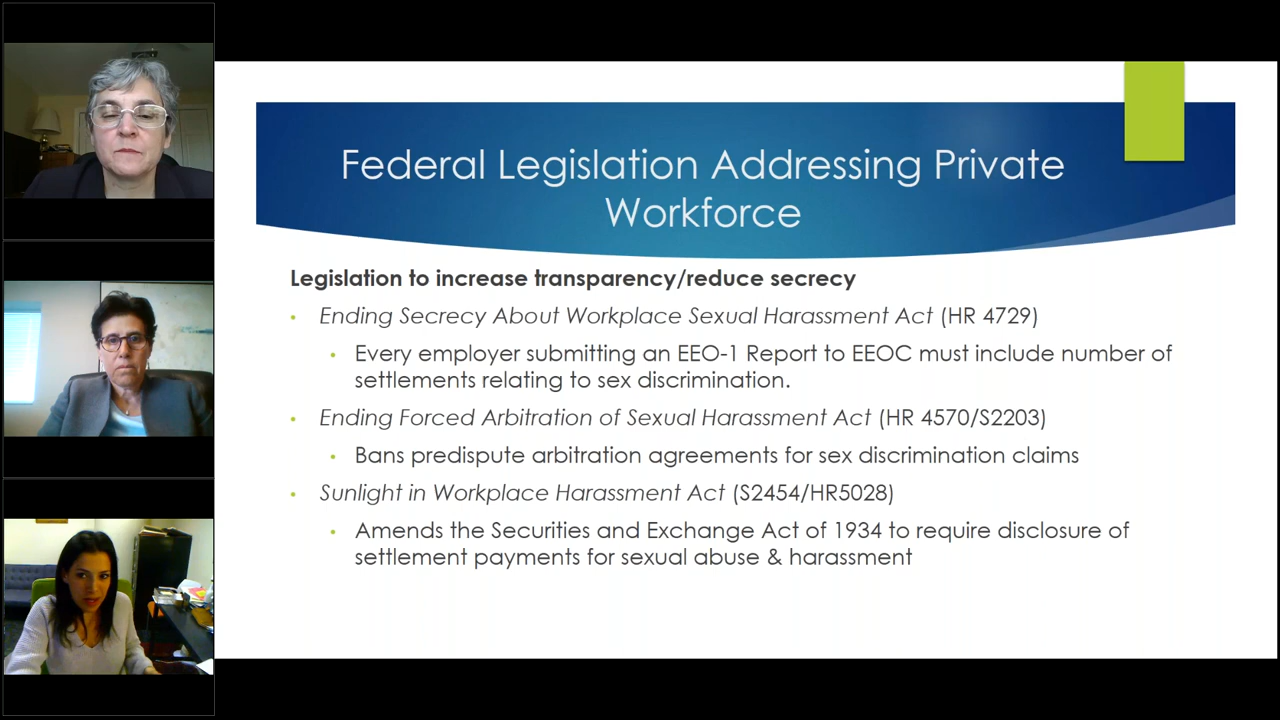 Federal Legislation Addressing Private
Workforce
Legislation to increase transparency/reduce secrecy
• Ending Secrecy About Workplace Sexual Harassment Act (HR 4729)
• Every employer submitting an EEO-1 Report to EEOC must include number of
settlements relating to sex discrimination.
• Ending Forced Arbitration of Sexual Harassment Act (HR 4570/S2203)
• Bans predispute arbitration agreements for sex discrimination claims
• Sunlight in Workplace Harassment Act (S2454/HR5028)
• Amends the Securities and Exchange Act of 1934 to require disclosure of
settlement payments for sexual abuse & harassment